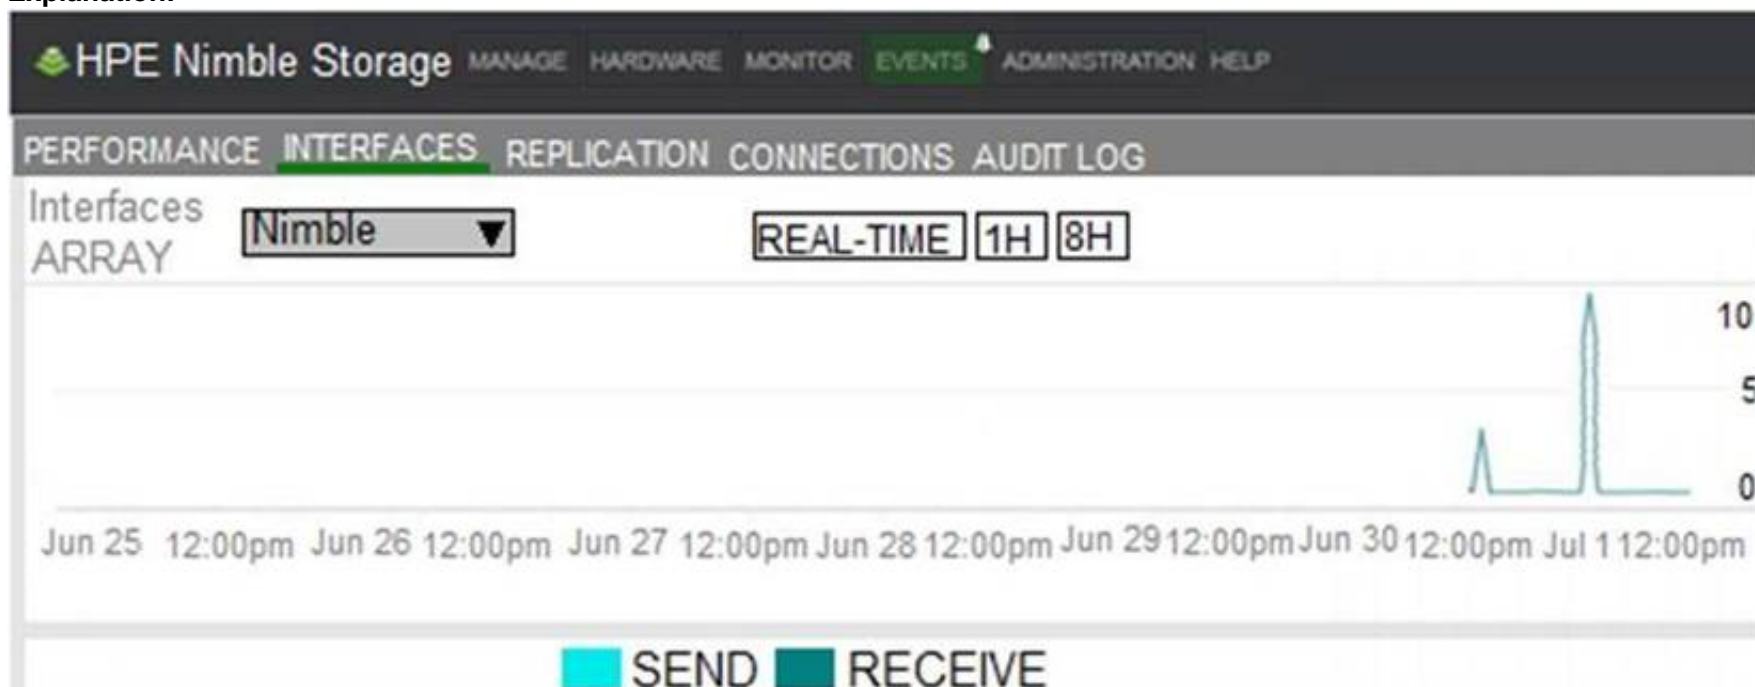 Explanation:
HPE Nimble Storage MANAGE HARDWARE MONITOR EVENTS ADMINISTRATION HELP
PERFORMANCE INTERFACES REPLICATION CONNECTIONS AUDIT LOG
Interfaces
ARRAY
Nimble
REAL-TIME 1H 8H
10
5
0
Jun 25 12:00pm Jun 26 12:00pm Jun 27 12:00pm Jun 28 12:00pm Jun 29 12:00pm Jun 30 12:00pm Jul 1 12:00pm
SEND RECEIVE